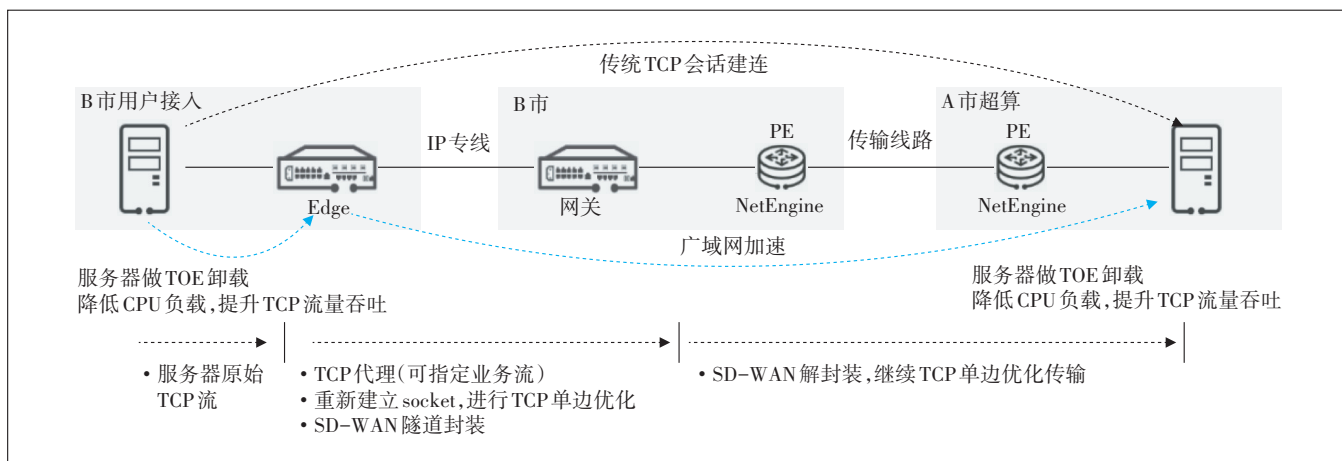 传统TCP会话建连
B市用户接入
B市
A市超算
IP专线
PE
传输线路
PE
Edge
网关
NetEngine
NetEngine
广域网加速
服务器做TOE卸载
降低CPU负载,提升TCP流量吞吐
服务器做TOE卸载
降低CPU负载,提升TCP流量吞吐
•服务器原始
TCP流
•TCP代理(可指定业务流)
•重新建立socket,进行TCP单边优化
•SD-WAN隧道封装
•SD-WAN解封装,继续TCP单边优化传输